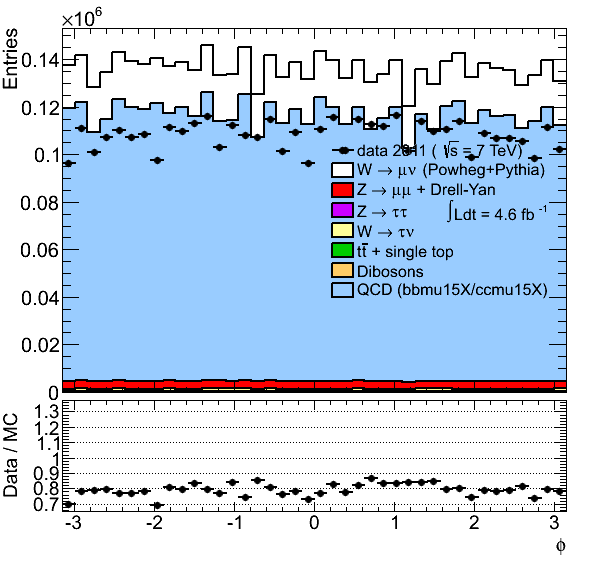 ×10⁶
Entries
0.14
0.12
0.1
0.08
0.06
0.04
0.02
0
data 2011 ( √s = 7 TeV)
W → μν (Powheg+Pythia)
Z → μμ + Drell-Yan
Z → ττ
∫Ldt = 4.6 fb⁻¹
W → τν
tt̄ + single top
Dibosons
QCD (bbmu15X/ccmu15X)
Data / MC
1.3
1.2
1.1
1
0.9
0.8
0.7
-3 -2 -1 0 1 2 3
ϕ